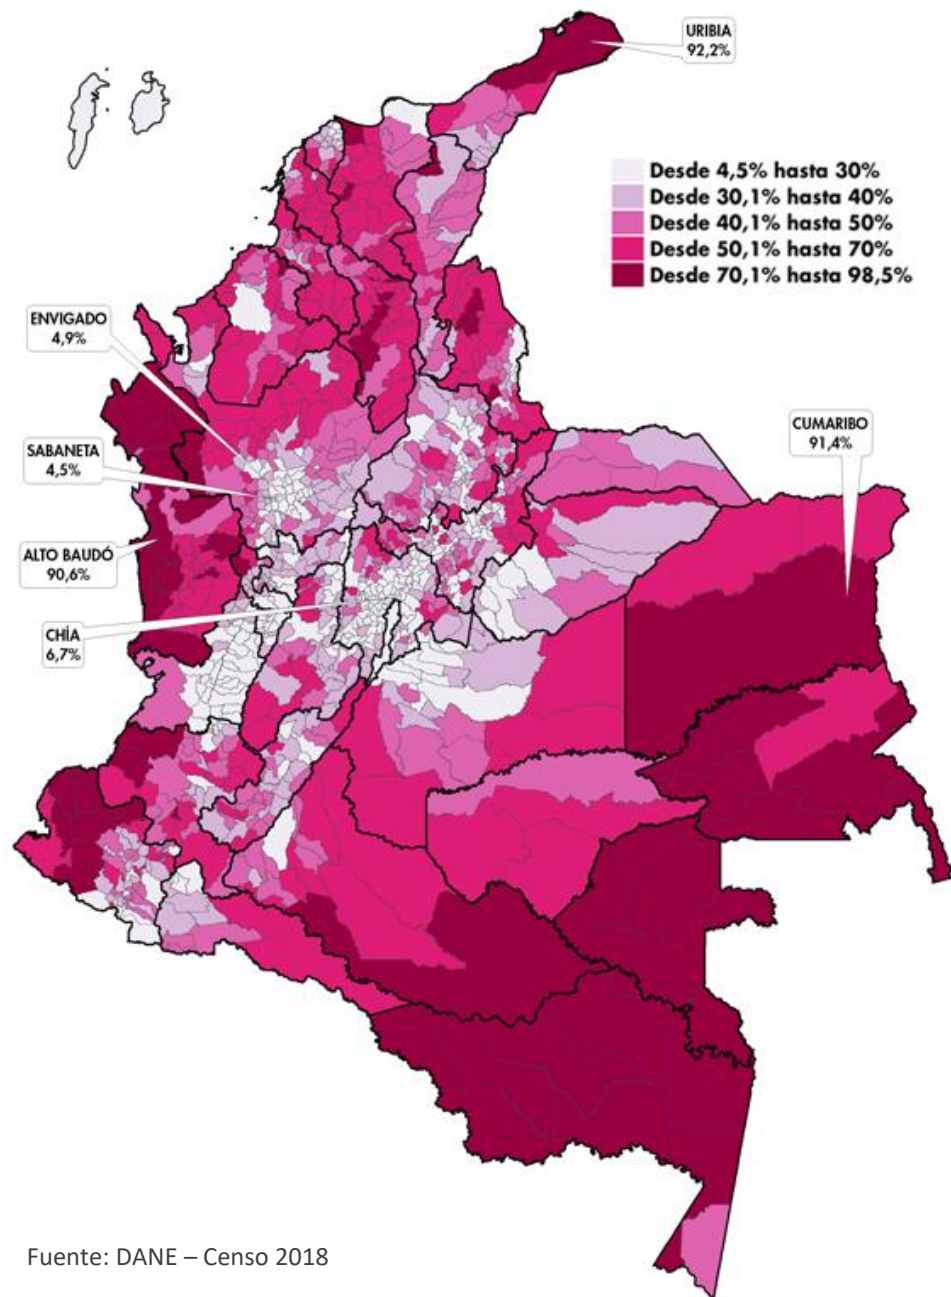 URIBIA
92,2%
Desde 4,5% hasta 30%
Desde 30,1% hasta 40%
Desde 40,1% hasta 50%
Desde 50,1% hasta 70%
Desde 70,1% hasta 98,5%
ENVIGADO
4,9%
CUMARIBO
91,4%
SABANETA
4,5%
ALTO BAUDÓ
90,6%
CHÍA
6,7%
Fuente: DANE – Censo 2018